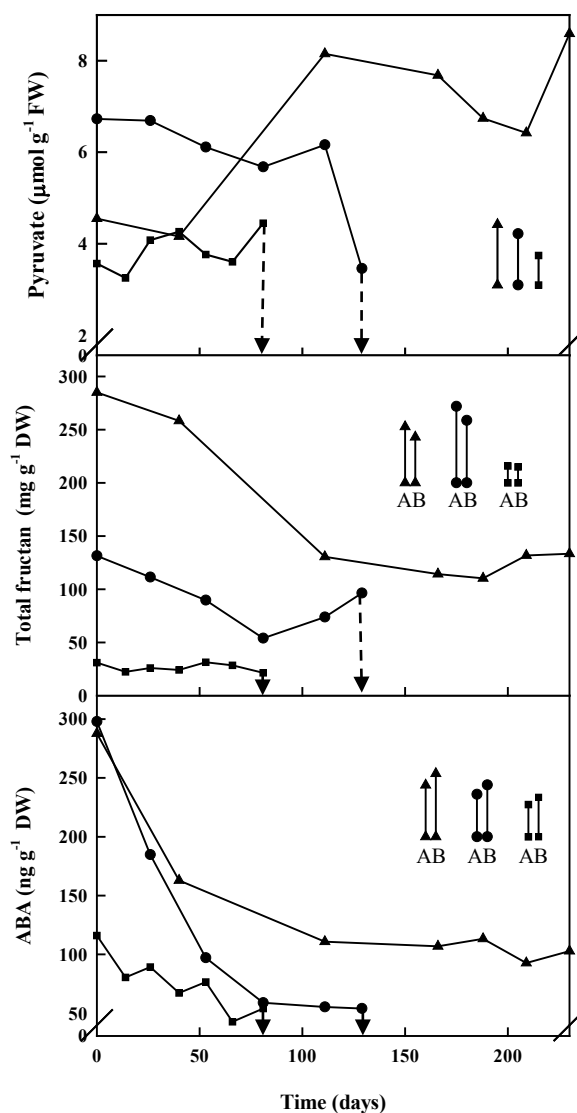 Pyruvate (μmol g-1 FW)
8
6
4
2
0
Total fructan (mg g-1 DW)
300
250
200
150
100
50
0
AB AB AB
ABA (ng g-1 DW)
300
250
200
150
100
50
0
AB AB AB
0 50 100 150 200
Time (days)